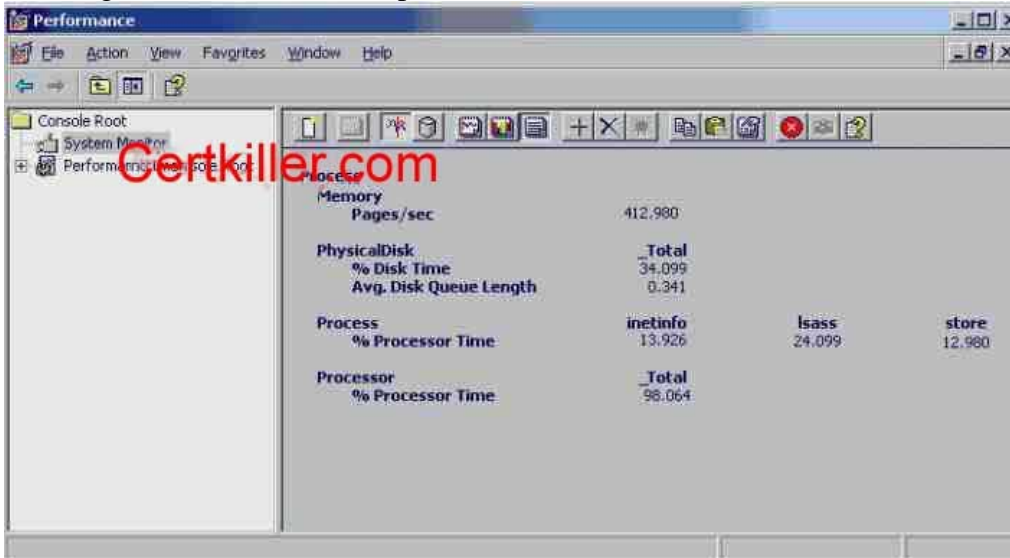 Performance
File Action View Favorites Window Help
Console Root
System Monitor
Certkiller.com
Process
Memory
Pages/sec 412.980
PhysicalDisk _Total
% Disk Time 34.099
Avg. Disk Queue Length 0.341
Process inetinfo lsass store
% Processor Time 13.926 24.099 12.980
Processor _Total
% Processor Time 98.064